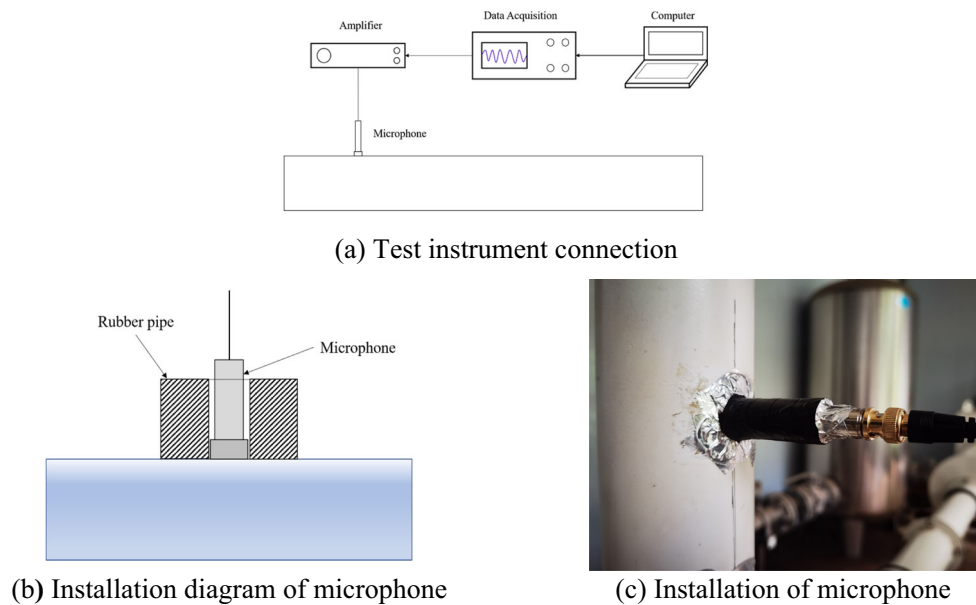 Amplifier
Data Acquisition
Computer
Microphone
(a) Test instrument connection
Rubber pipe
Microphone
(b) Installation diagram of microphone
(c) Installation of microphone